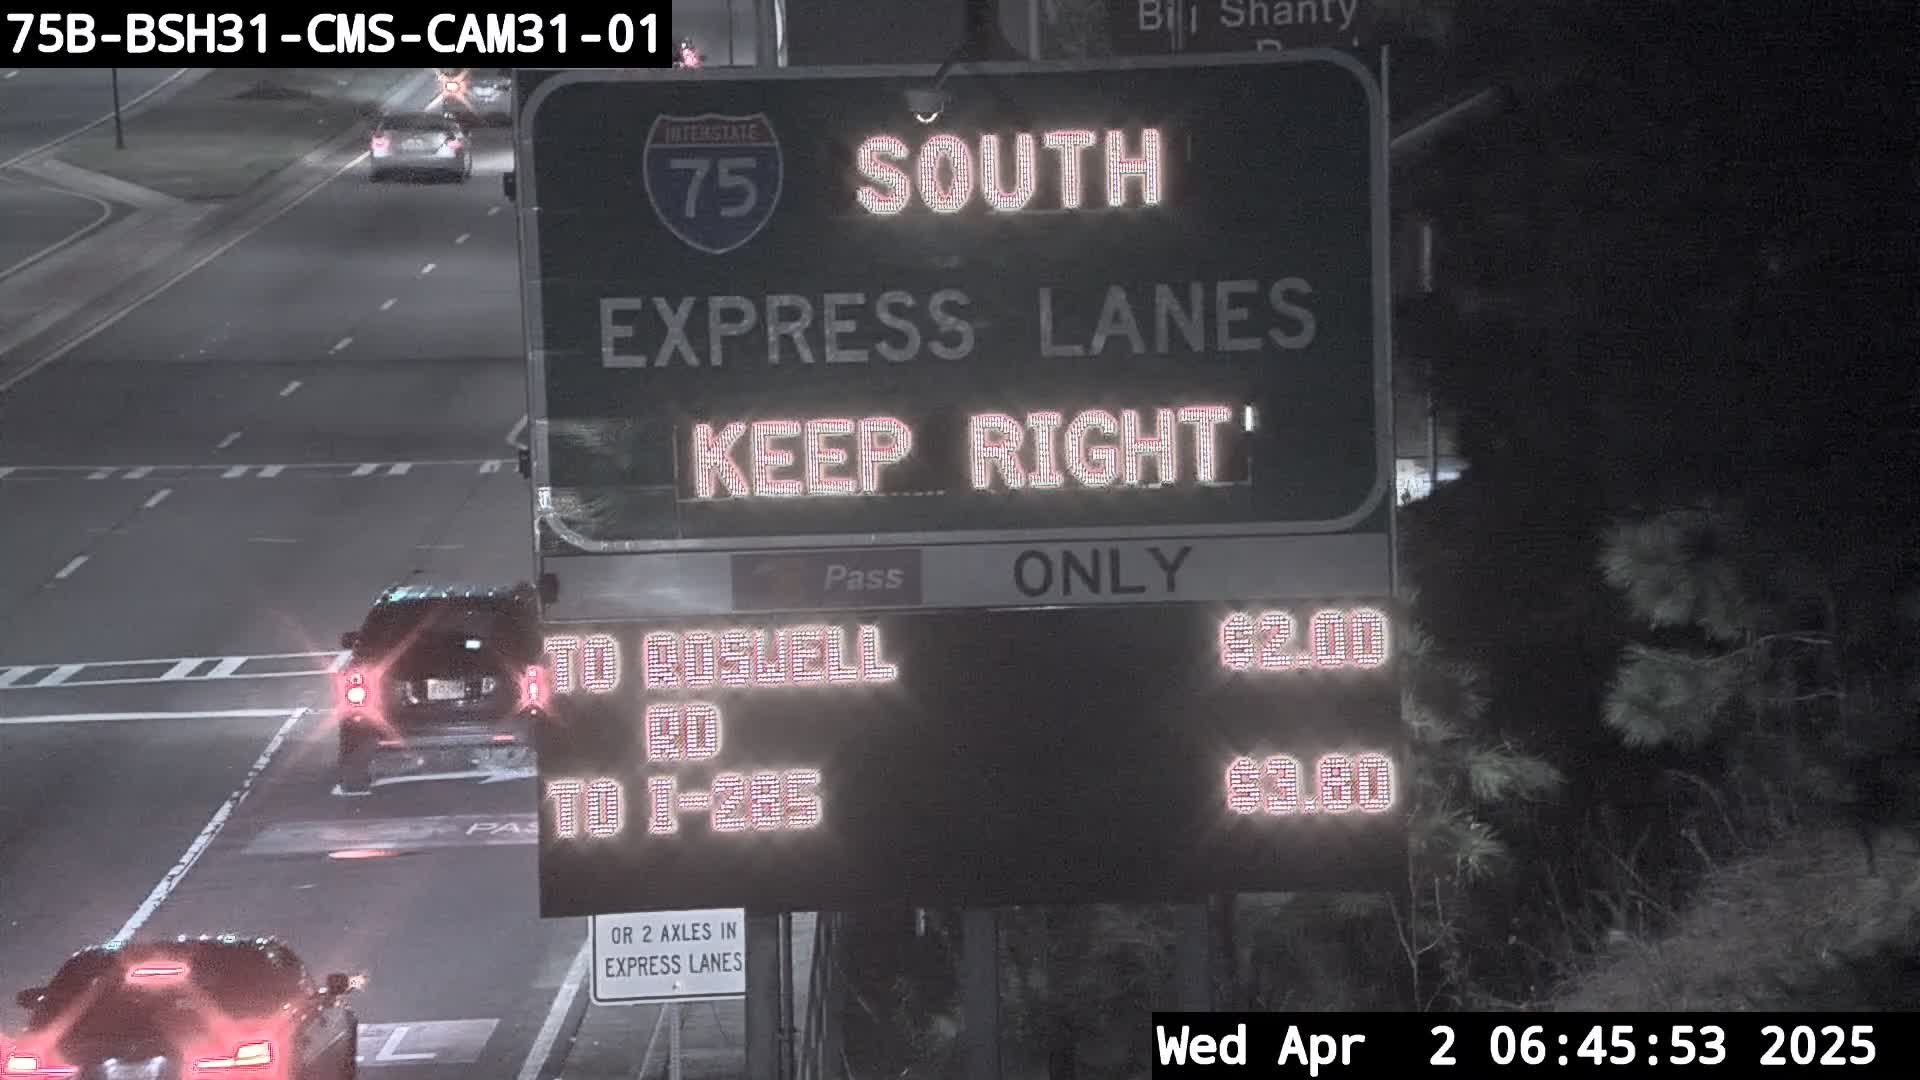 75B-BSH31-CMS-CAM31-01
Shanty
INTERSTATE
75
SOUTH
EXPRESS LANES
KEEP RIGHT
Pass ONLY
TO ROSWELL $2.00
RD
TO I-285 $3.80
OR 2 AXLES IN
EXPRESS LANES
Wed Apr 2 06:45:53 2025